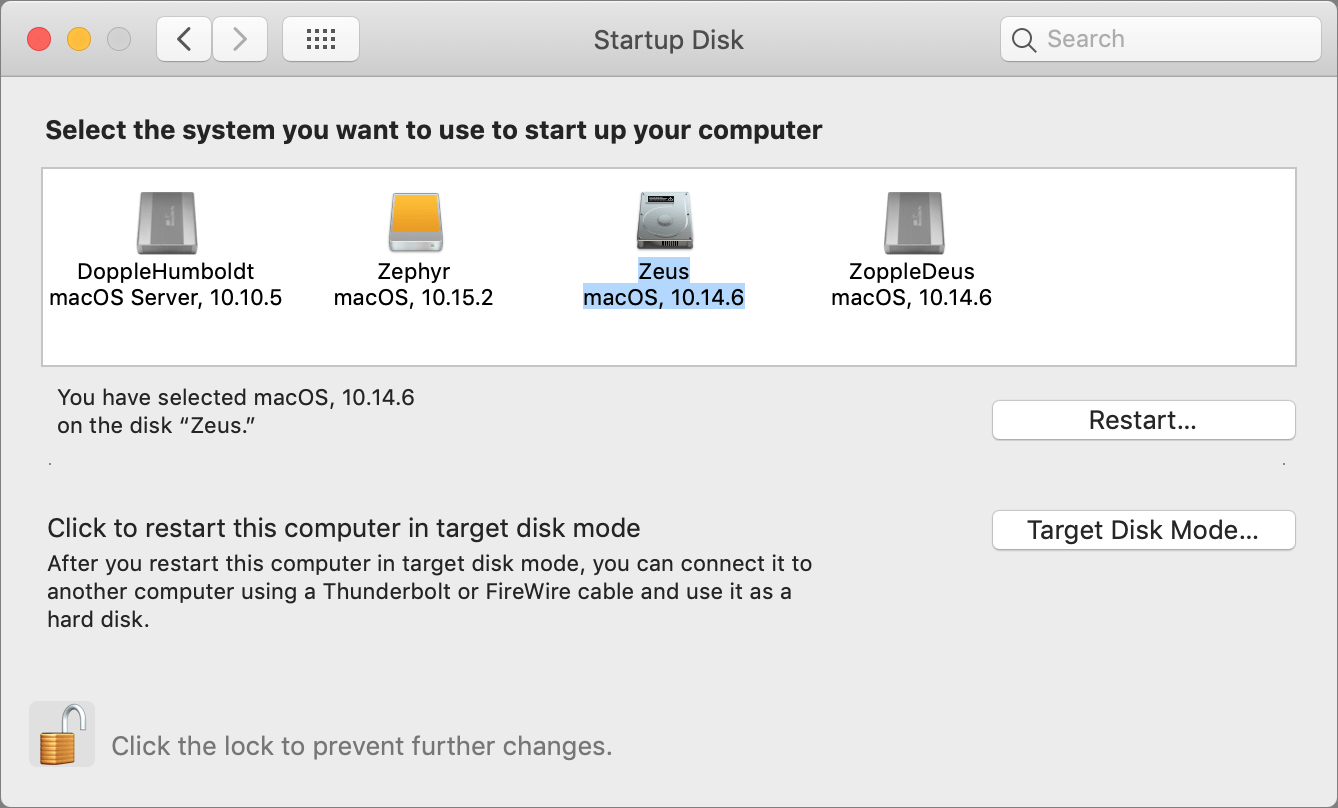 Startup Disk
Search
Select the system you want to use to start up your computer
DoppleHumboldt
macOS Server, 10.10.5
Zephyr
macOS, 10.15.2
Zeus
macOS, 10.14.6
ZoppleDeus
macOS, 10.14.6
You have selected macOS, 10.14.6
on the disk “Zeus.”
Restart...
Click to restart this computer in target disk mode
Target Disk Mode...
After you restart this computer in target disk mode, you can connect it to
another computer using a Thunderbolt or FireWire cable and use it as a
hard disk.
Click the lock to prevent further changes.